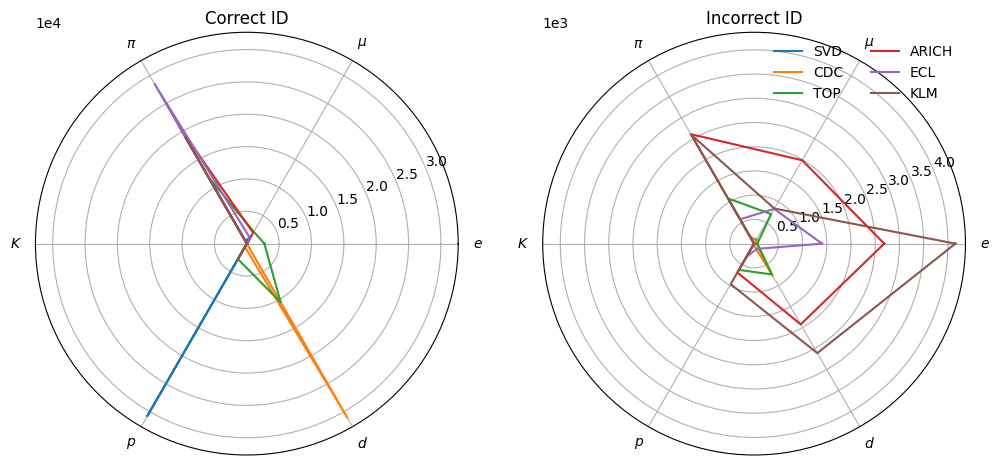 Correct ID
1e4
π
μ
3.0
2.5
2.0
1.5
1.0
0.5
K
e
p
d
Incorrect ID
1e3
π
μ
SVD
CDC
TOP
ARICH
ECL
KLM
4.0
3.5
3.0
2.5
2.0
1.5
1.0
0.5
K
e
p
d